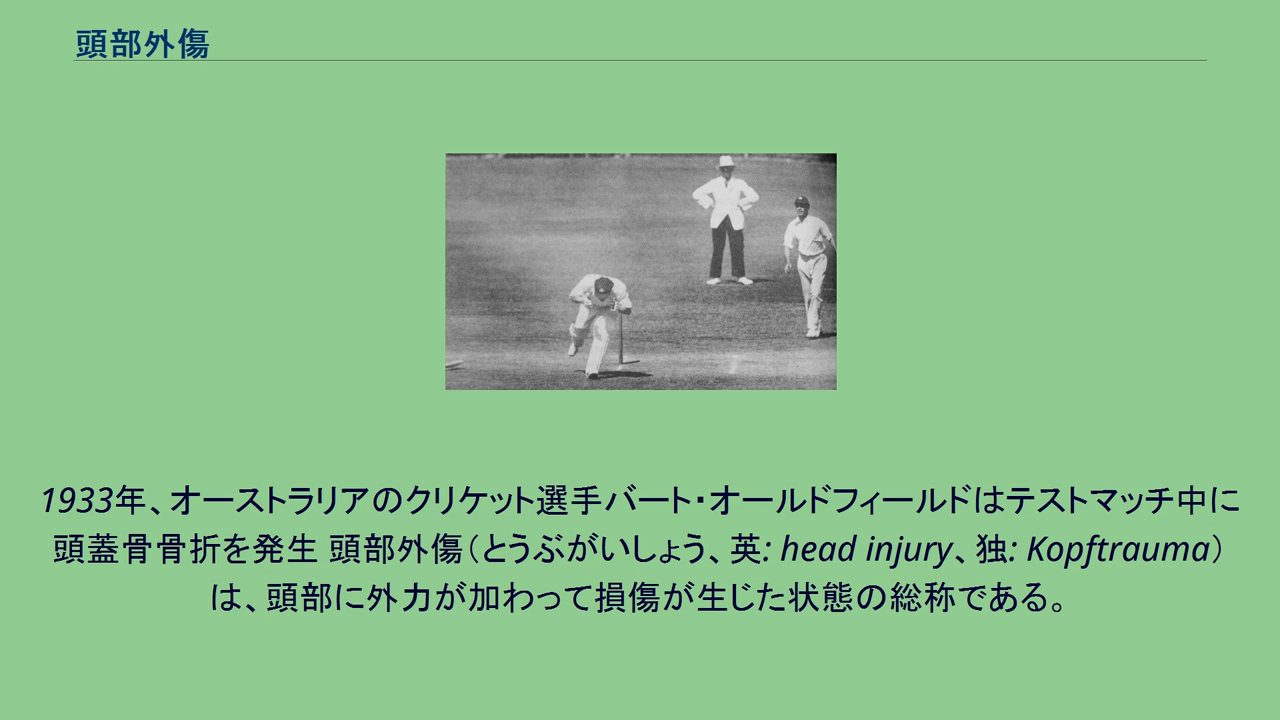 頭部外傷
1933年、オーストラリアのクリケット選手バート・オールドフィールドはテストマッチ中に
頭蓋骨骨折を発生 頭部外傷（とうぶがいしょう、英: head injury、独: Kopftrauma）
は、頭部に外力が加わって損傷が生じた状態の総称である。